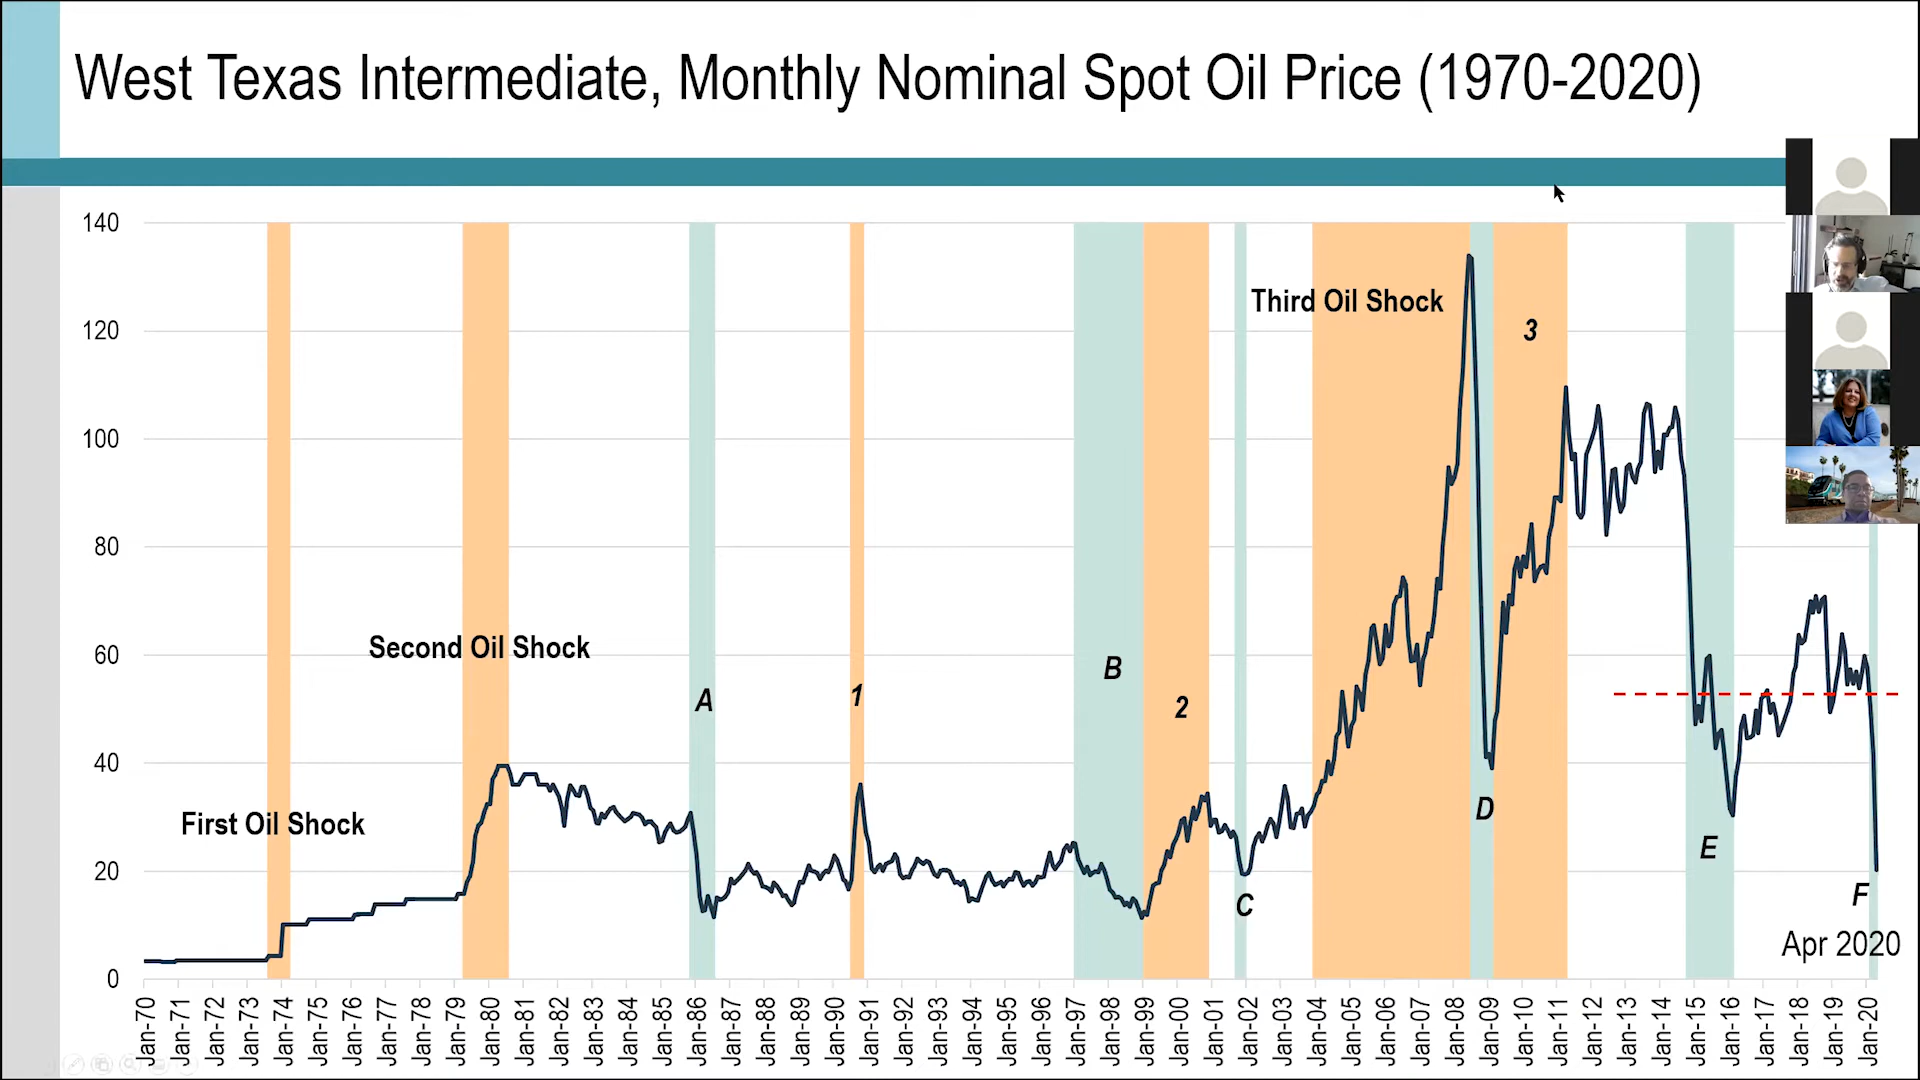 West Texas Intermediate, Monthly Nominal Spot Oil Price (1970-2020)
140
120
100
80
60
40
20
0
Third Oil Shock
3
Second Oil Shock
A
1
B
2
First Oil Shock
D
E
C
F
Apr 2020
Jan-70
Jan-71
Jan-72
Jan-73
Jan-74
Jan-75
Jan-76
Jan-77
Jan-78
Jan-79
Jan-80
Jan-81
Jan-82
Jan-83
Jan-84
Jan-85
Jan-86
Jan-87
Jan-88
Jan-89
Jan-90
Jan-91
Jan-92
Jan-93
Jan-94
Jan-95
Jan-96
Jan-97
Jan-98
Jan-99
Jan-00
Jan-01
Jan-02
Jan-03
Jan-04
Jan-05
Jan-06
Jan-07
Jan-08
Jan-09
Jan-10
Jan-11
Jan-12
Jan-13
Jan-14
Jan-15
Jan-16
Jan-17
Jan-18
Jan-19
Jan-20